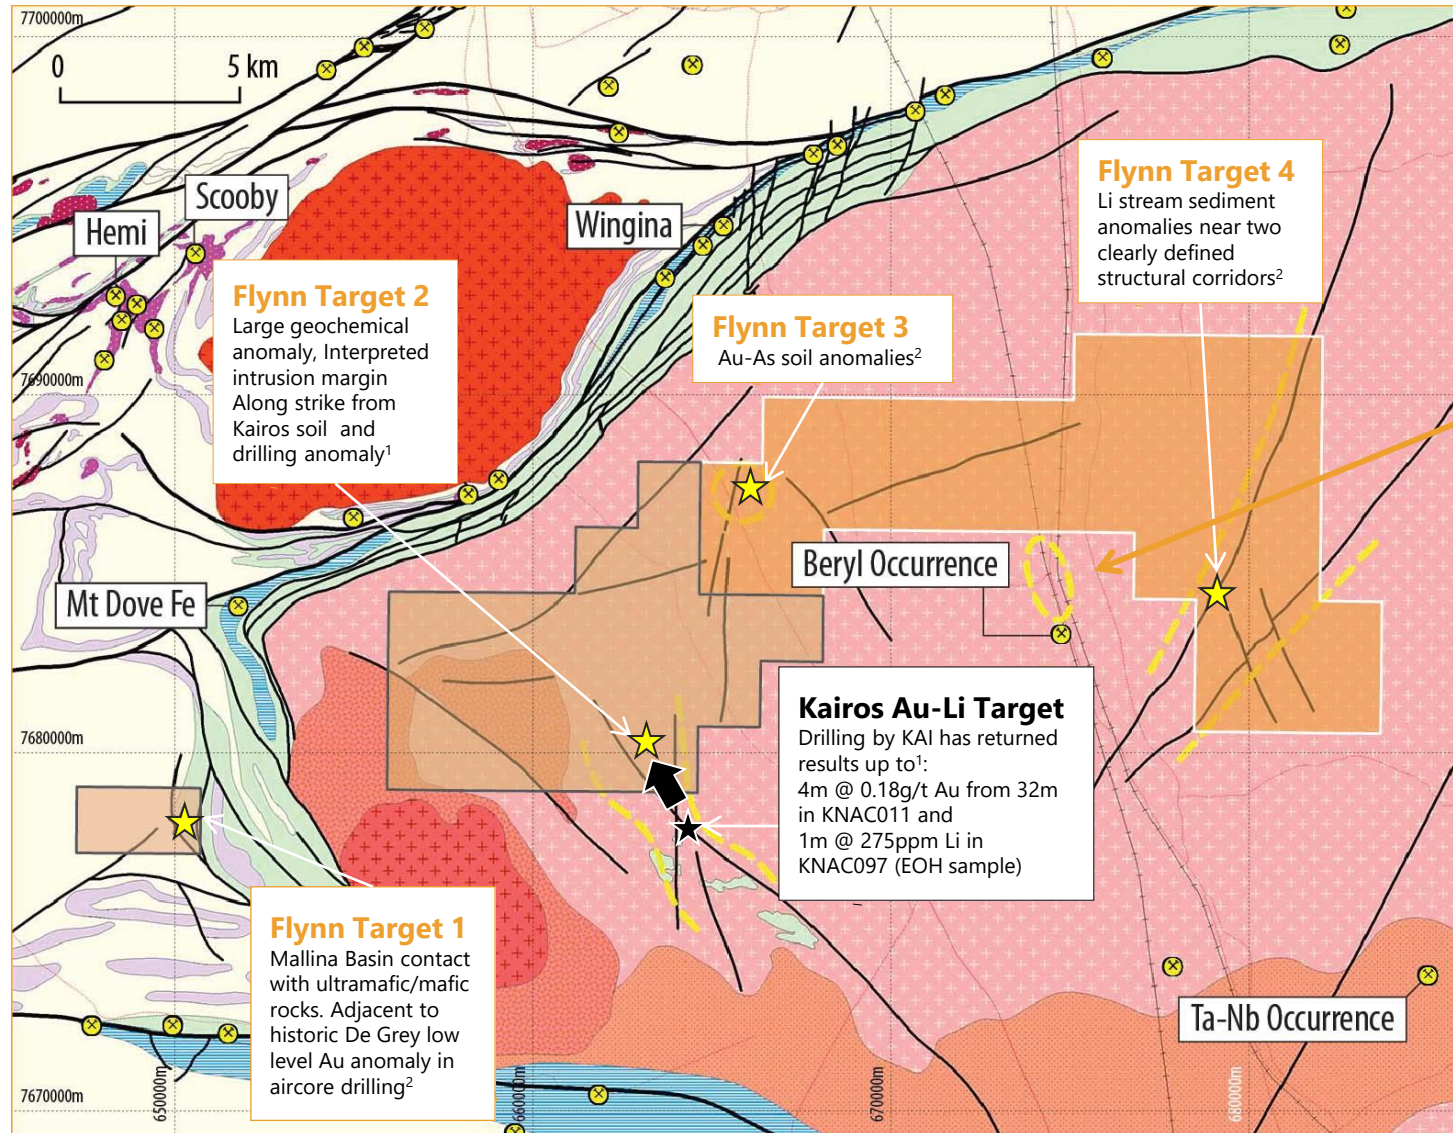 7700000m
0
5 km
Scooby
Hemi
Wingina
Flynn Target 4
Li stream sediment
anomalies near two
clearly defined
structural corridors2
Flynn Target 2
Large geochemical
anomaly, Interpreted
intrusion margin
Along strike from
Kairos soil and
drilling anomaly1
Flynn Target 3
Au-As soil anomalies2
7690000m
Beryl Occurrence
Mt Dove Fe
Kairos Au-Li Target
Drilling by KAI has returned
results up to1:
4m @ 0.18g/t Au from 32m
in KNAC011 and
1m @ 275ppm Li in
KNAC097 (EOH sample)
7680000m
Flynn Target 1
Mallina Basin contact
with ultramafic/mafic
rocks. Adjacent to
historic De Grey low
level Au anomaly in
aircore drilling2
Ta-Nb Occurrence
7670000m
650000m
660000m
670000m
680000m